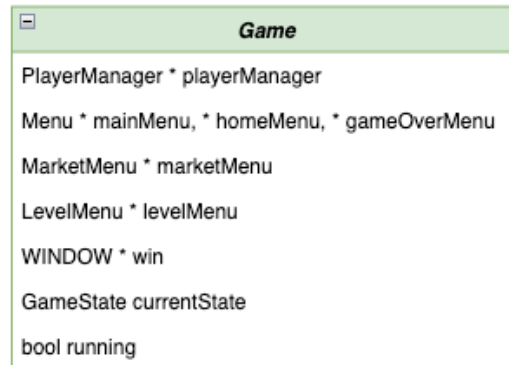 Game
PlayerManager * playerManager
Menu * mainMenu, * homeMenu, * gameOverMenu
MarketMenu * marketMenu
LevelMenu * levelMenu
WINDOW * win
GameState currentState
bool running